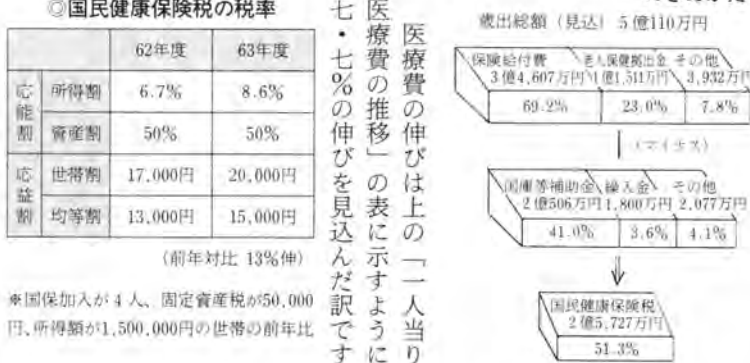 ◎国民健康保険税の税率
62年度 63年度
応能割 所得割 6.7% 8.6%
資産割 50% 50%
応益割 世帯割 17,000円 20,000円
均等割 13,000円 15,000円
(前年対比 13%伸)
※国保加入が4人、固定資産税が50,000
円、所得額が1,500,000円の世帯の前年比
医療費の伸びは上の「一人当り
医療費の推移」の表に示すように
七・七%の伸びを見込んだ訳です
歳出総額(見込)5億110万円
保険給付費 老人保健拠出金 その他
3億4,607万円 1億1,511万円 3,932万円
69.2% 23.0% 7.8%
(マイナス)
国庫等補助金 繰入金 その他
2億506万円 1,800万円 2,077万円
41.0% 3.6% 4.1%
国民健康保険税
2億5,727万円
51.3%